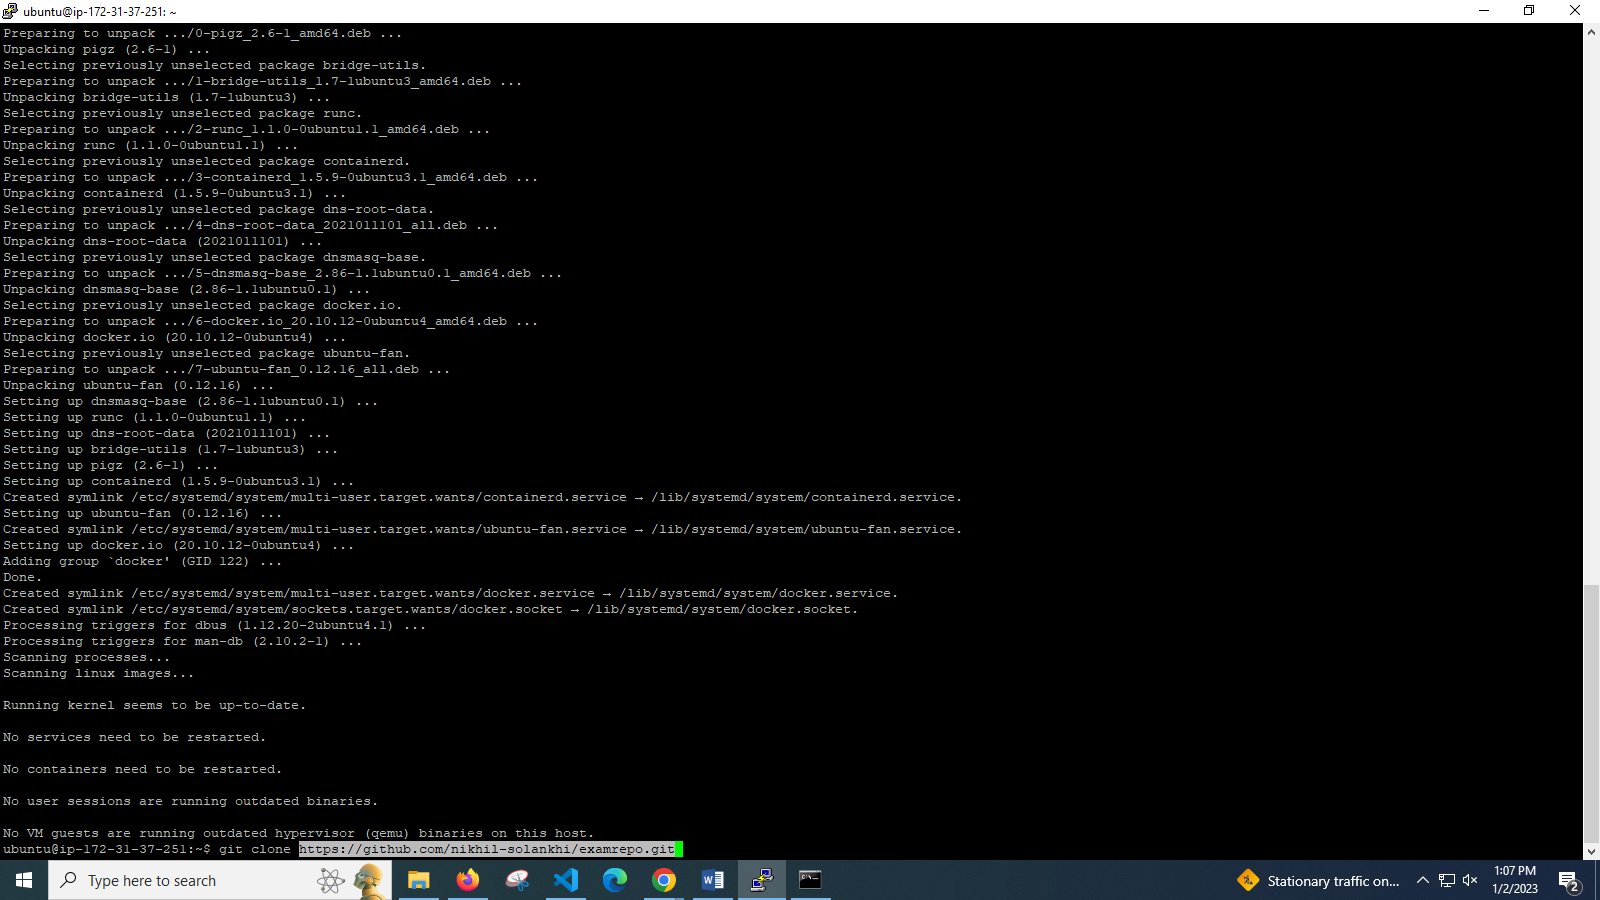 ubuntu@ip-172-31-37-251: ~
Preparing to unpack .../0-pigz_2.6-1_amd64.deb ...
Unpacking pigz (2.6-1) ...
Selecting previously unselected package bridge-utils.
Preparing to unpack .../1-bridge-utils_1.7-1ubuntu3_amd64.deb ...
Unpacking bridge-utils (1.7-1ubuntu3) ...
Selecting previously unselected package runc.
Preparing to unpack .../2-runc_1.1.0-0ubuntu1.1_amd64.deb ...
Unpacking runc (1.1.0-0ubuntu1.1) ...
Selecting previously unselected package containerd.
Preparing to unpack .../3-containerd_1.5.9-0ubuntu3.1_amd64.deb ...
Unpacking containerd (1.5.9-0ubuntu3.1) ...
Selecting previously unselected package dns-root-data.
Preparing to unpack .../4-dns-root-data_2021011101_all.deb ...
Unpacking dns-root-data (2021011101) ...
Selecting previously unselected package dnsmasq-base.
Preparing to unpack .../5-dnsmasq-base_2.86-1.1ubuntu0.1_amd64.deb ...
Unpacking dnsmasq-base (2.86-1.1ubuntu0.1) ...
Selecting previously unselected package docker.io.
Preparing to unpack .../6-docker.io_20.10.12-0ubuntu4_amd64.deb ...
Unpacking docker.io (20.10.12-0ubuntu4) ...
Selecting previously unselected package ubuntu-fan.
Preparing to unpack .../7-ubuntu-fan_0.12.16_all.deb ...
Unpacking ubuntu-fan (0.12.16) ...
Setting up dnsmasq-base (2.86-1.1ubuntu0.1) ...
Setting up runc (1.1.0-0ubuntu1.1) ...
Setting up dns-root-data (2021011101) ...
Setting up bridge-utils (1.7-1ubuntu3) ...
Setting up pigz (2.6-1) ...
Setting up containerd (1.5.9-0ubuntu3.1) ...
Created symlink /etc/systemd/system/multi-user.target.wants/containerd.service → /lib/systemd/system/containerd.service.
Setting up ubuntu-fan (0.12.16) ...
Created symlink /etc/systemd/system/multi-user.target.wants/ubuntu-fan.service → /lib/systemd/system/ubuntu-fan.service.
Setting up docker.io (20.10.12-0ubuntu4) ...
Adding group `docker' (GID 122) ...
Done.
Created symlink /etc/systemd/system/multi-user.target.wants/docker.service → /lib/systemd/system/docker.service.
Created symlink /etc/systemd/system/sockets.target.wants/docker.socket → /lib/systemd/system/docker.socket.
Processing triggers for dbus (1.12.20-2ubuntu4.1) ...
Processing triggers for man-db (2.10.2-1) ...
Scanning processes...
Scanning linux images...
Running kernel seems to be up-to-date.
No services need to be restarted.
No containers need to be restarted.
No user sessions are running outdated binaries.
No VM guests are running outdated hypervisor (qemu) binaries on this host.
ubuntu@ip-172-31-37-251:~$ git clone https://github.com/nikhil-solankhi/examrepo.git
Type here to search
Stationary traffic on...
1:07 PM
1/2/2023
2